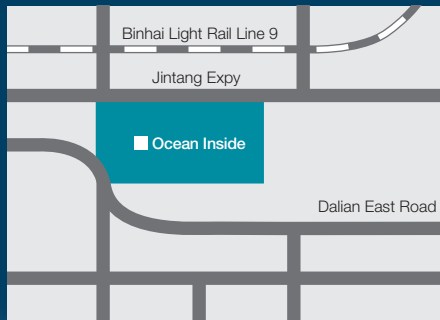 Binhai Light Rail Line 9
Jintang Expy
Ocean Inside
Dalian East Road